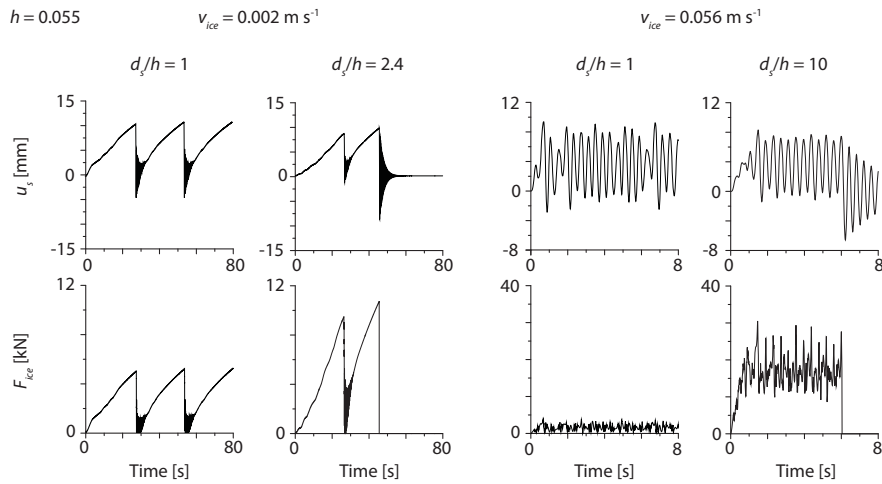 h = 0.055 v_ice = 0.002 m s⁻¹ v_ice = 0.056 m s⁻¹
d_s/h = 1 d_s/h = 2.4 d_s/h = 1 d_s/h = 10
15 15 12 12
u_s [mm]
0 0 0 0
-15 -15 -8 -8
0 80 0 80 0 8 0 8
12 12 40 40
F_ice [kN]
0 0 0 0
0 80 0 80 0 8 0 8
Time [s] Time [s] Time [s] Time [s]